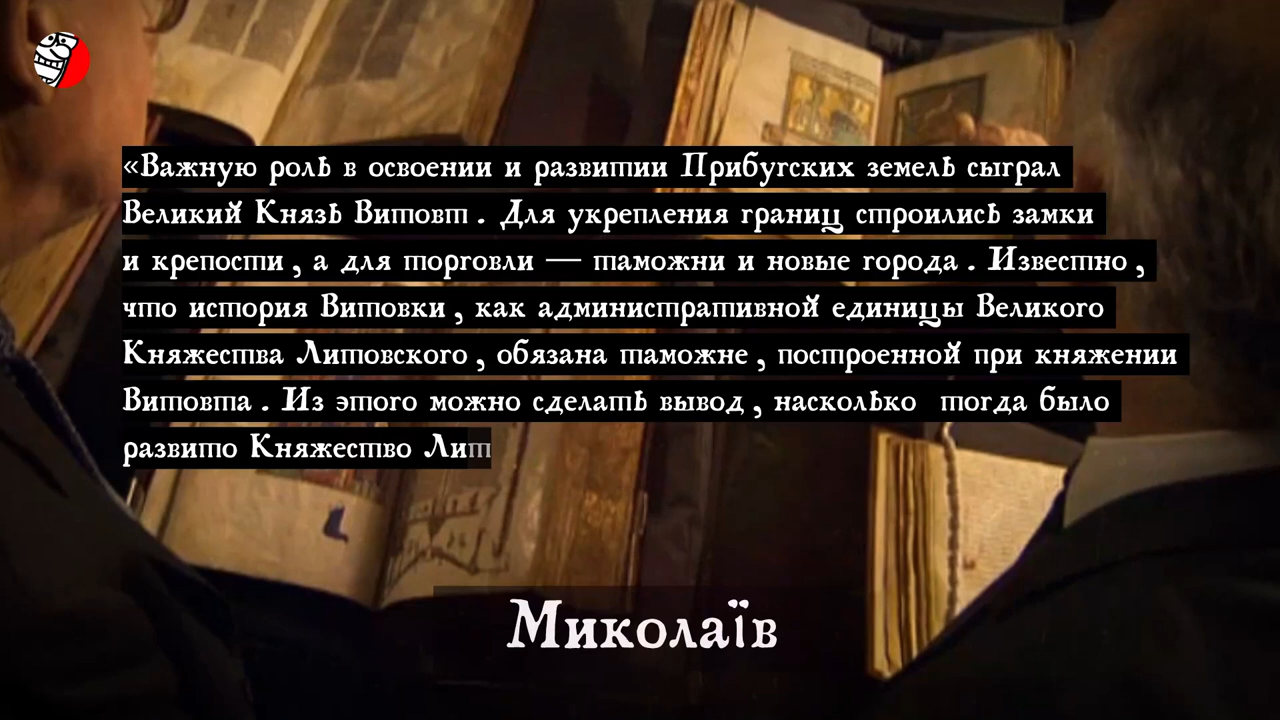 «Важную роль в освоении и развитии Прибугских земель сыграл
Великий Князь Витовт. Для укрепления границ строились замки
и крепости, а для торговли — таможни и новые города. Известно,
что история Витовки, как административной единицы Великого
Княжества Литовского, обязана таможне, построенной при княжении
Витовта. Из этого можно сделать вывод, насколько тогда было
развито Княжество Лит
Миколаїв